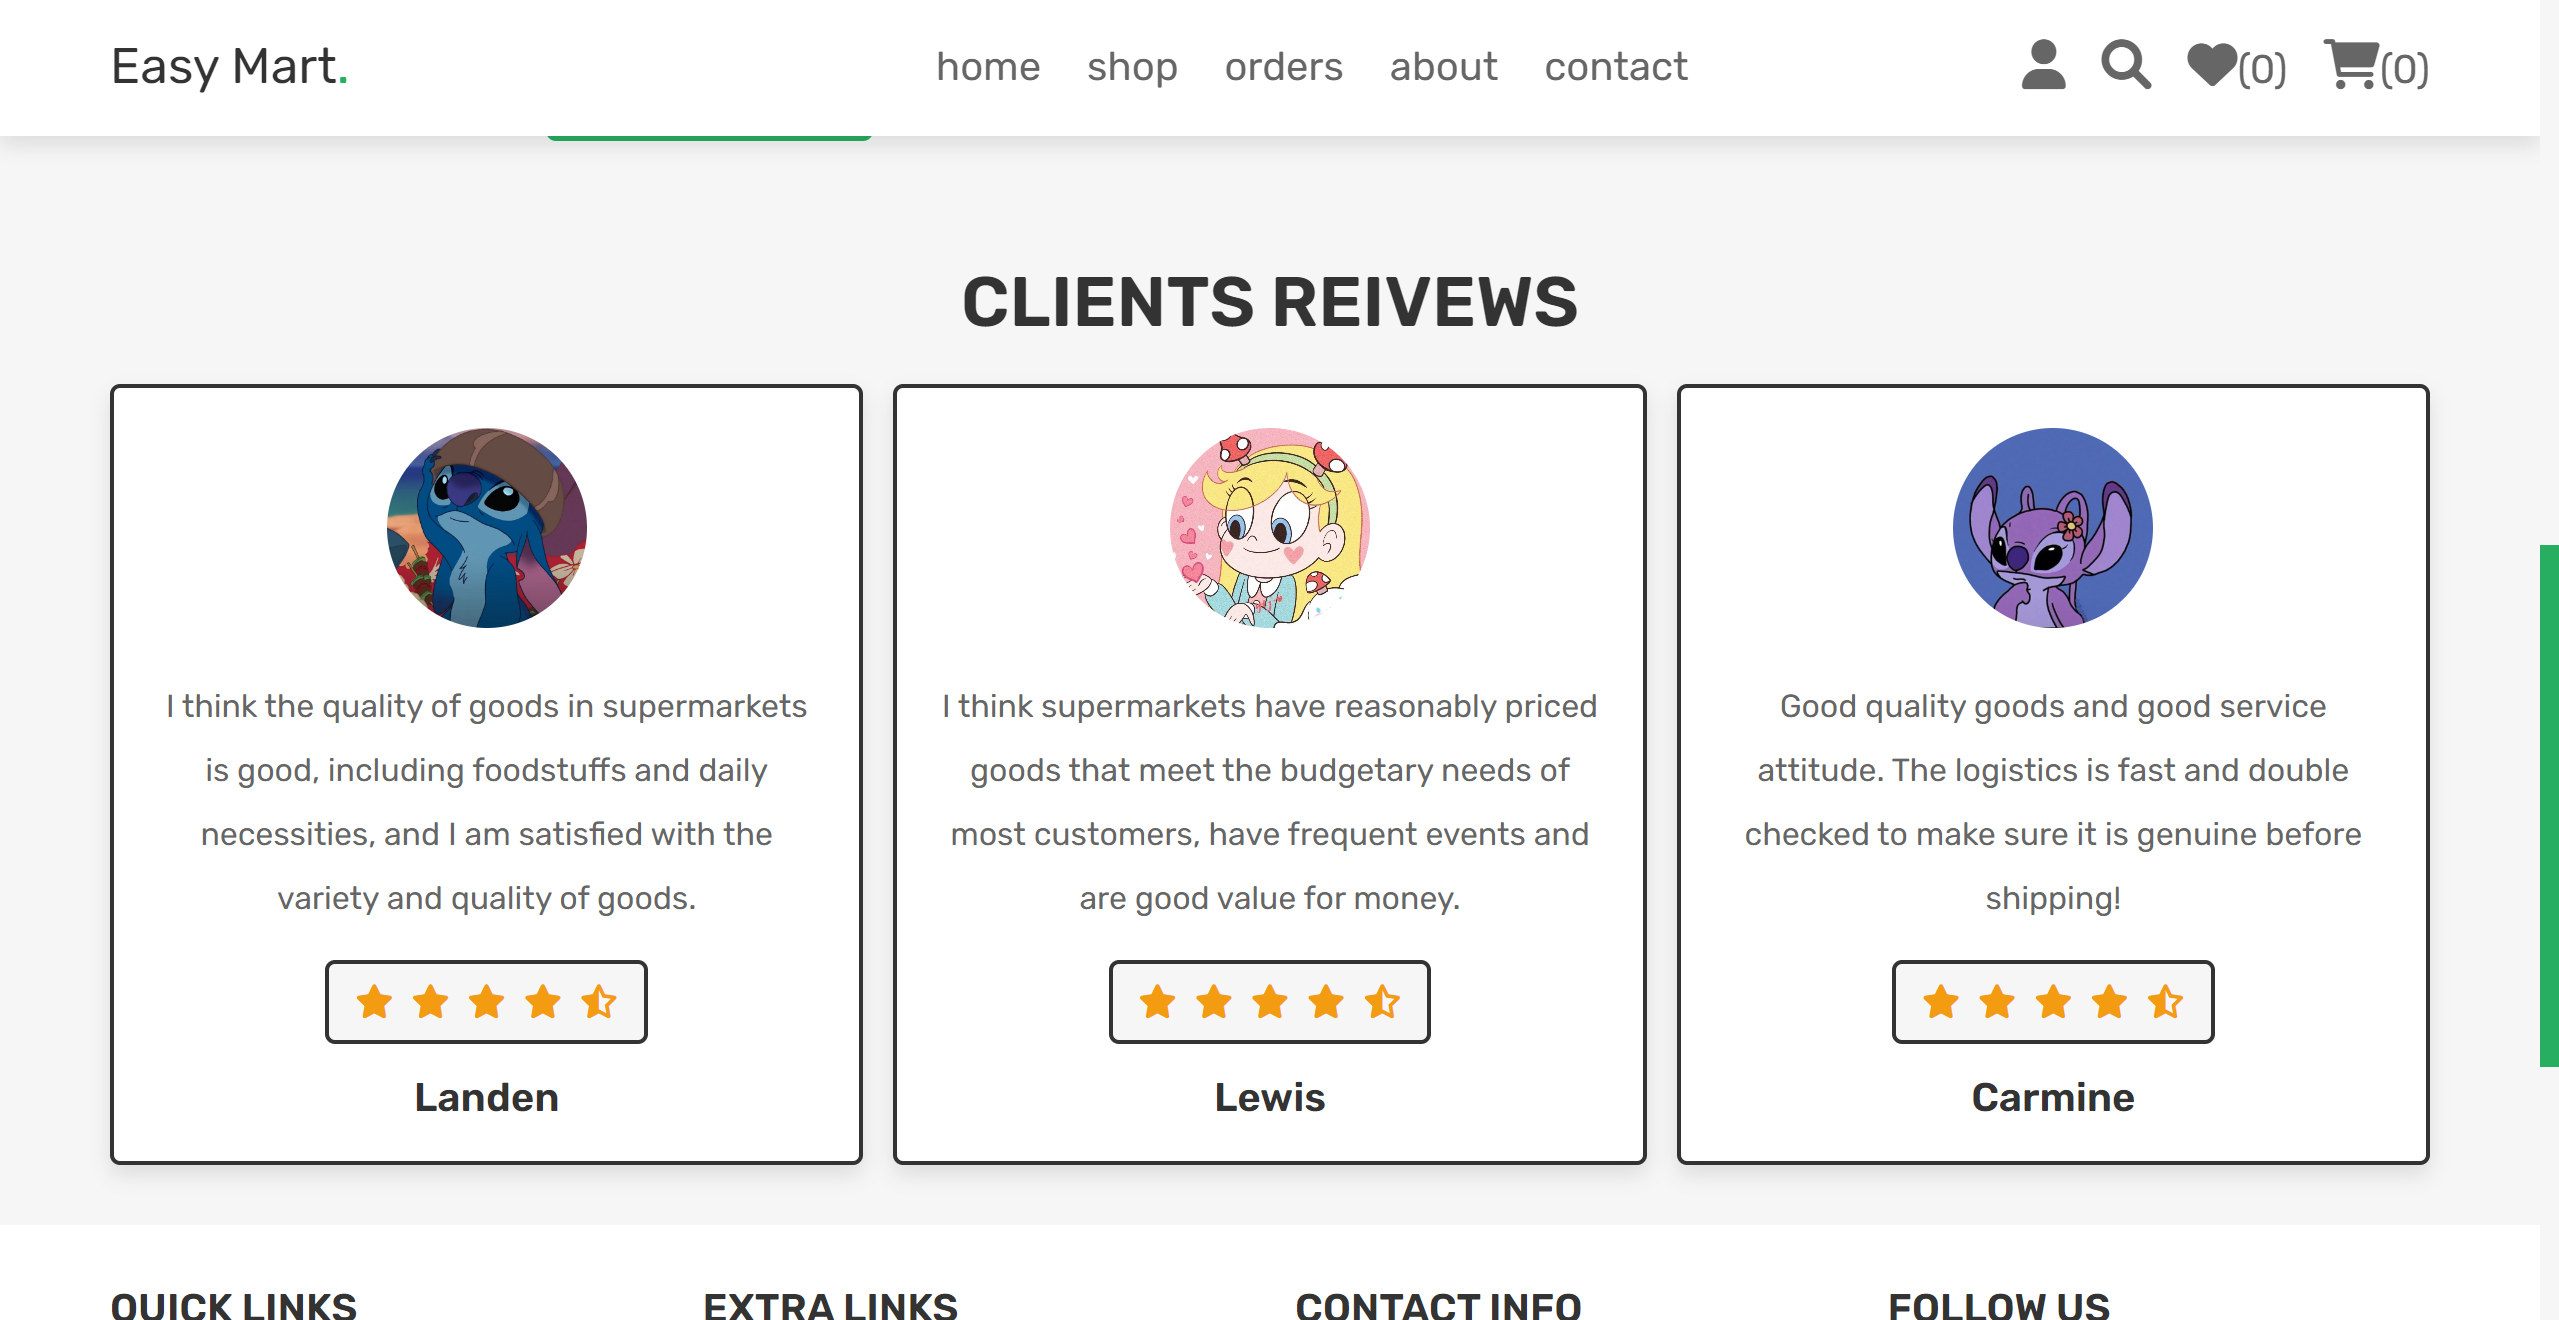 Easy Mart.
home shop orders about contact
(0) (0)
CLIENTS REIVEWS
I think the quality of goods in supermarkets
is good, including foodstuffs and daily
necessities, and I am satisfied with the
variety and quality of goods.
Landen
I think supermarkets have reasonably priced
goods that meet the budgetary needs of
most customers, have frequent events and
are good value for money.
Lewis
Good quality goods and good service
attitude. The logistics is fast and double
checked to make sure it is genuine before
shipping!
Carmine
QUICK LINKS
EXTRA LINKS
CONTACT INFO
FOLLOW US